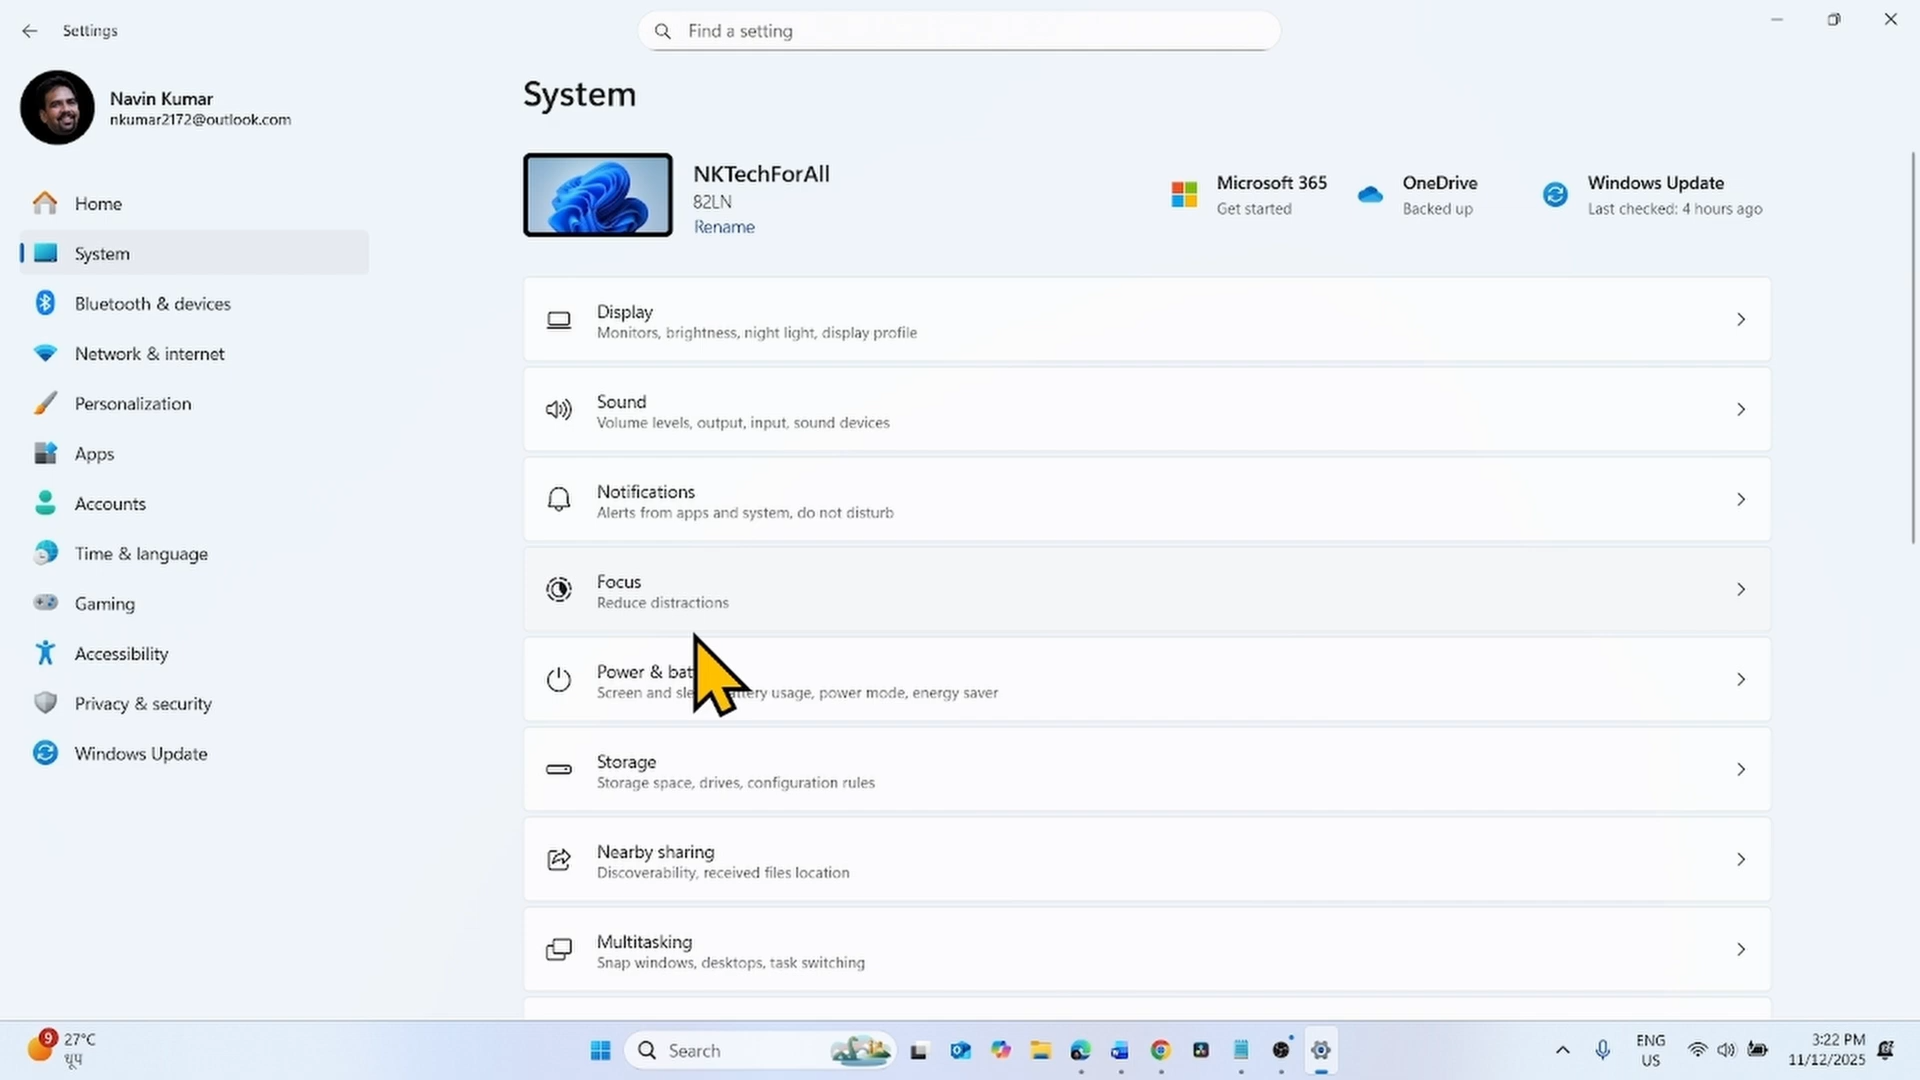 Settings
Find a setting
Navin Kumar
nkumar2172@outlook.com
Home
System
Bluetooth & devices
Network & internet
Personalization
Apps
Accounts
Time & language
Gaming
Accessibility
Privacy & security
Windows Update
System
NKTechForAll
82LN
Rename
Microsoft 365
Get started
OneDrive
Backed up
Windows Update
Last checked: 4 hours ago
Display
Monitors, brightness, night light, display profile
Sound
Volume levels, output, input, sound devices
Notifications
Alerts from apps and system, do not disturb
Focus
Reduce distractions
Power &
Screen and usage, power mode, energy saver
Storage
Storage space, drives, configuration rules
Nearby sharing
Discoverability, received files location
Multitasking
Snap windows, desktops, task switching
9
27°C
Search
ENG
US
3:22 PM
11/12/2025